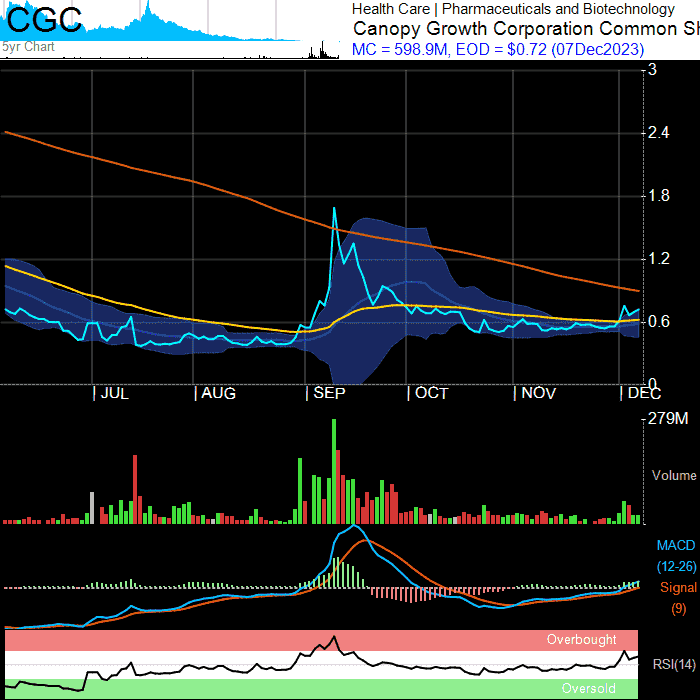 CGC
5yr Chart
Health Care | Pharmaceuticals and Biotechnology
Canopy Growth Corporation Common Sh
MC = 598.9M, EOD = $0.72 (07Dec2023)
3
2.4
1.8
1.2
0.6
0
JUL AUG SEP OCT NOV DEC
279M
Volume
MACD
(12-26)
Signal
(9)
Overbought
RSI(14)
Oversold